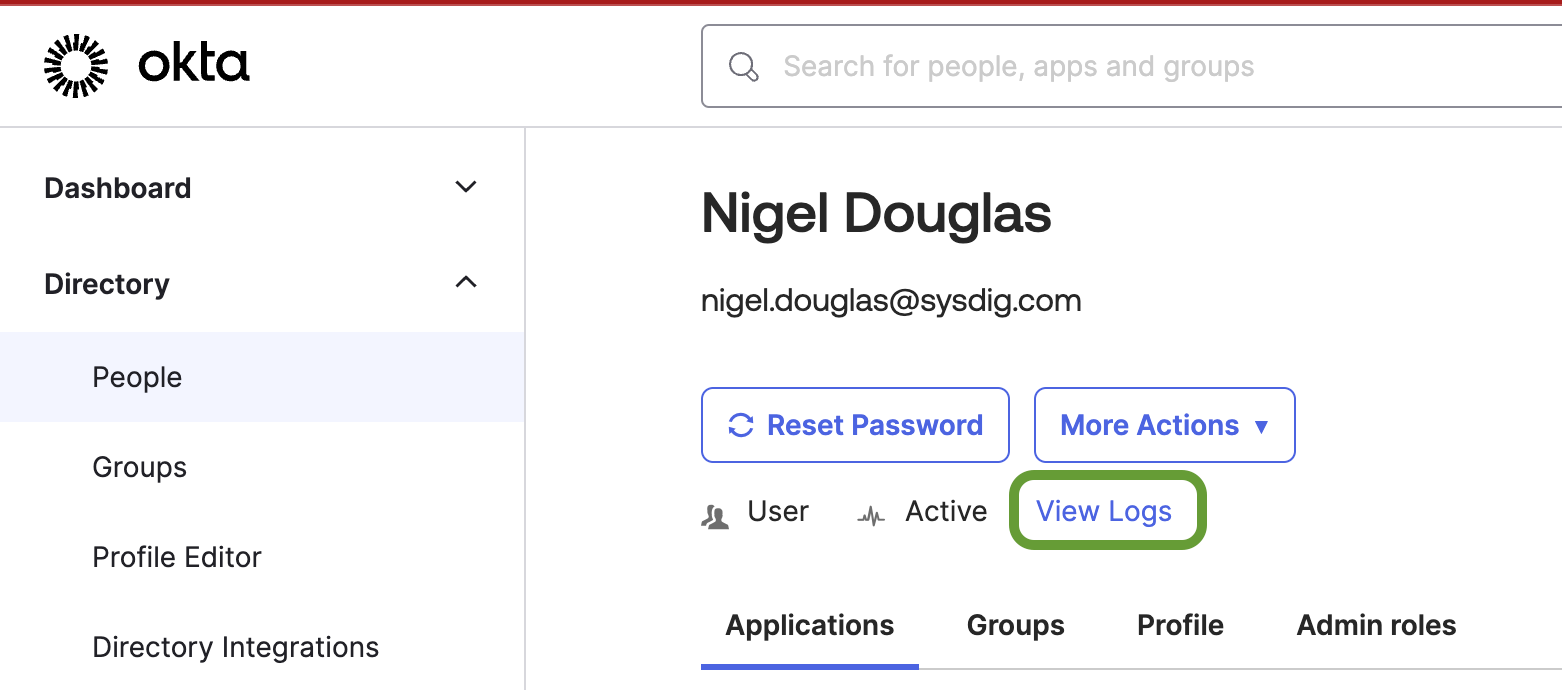 okta
Search for people, apps and groups
Dashboard
Directory
People
Groups
Profile Editor
Directory Integrations
Nigel Douglas
nigel.douglas@sysdig.com
Reset Password
More Actions ▼
User
Active
View Logs
Applications
Groups
Profile
Admin roles